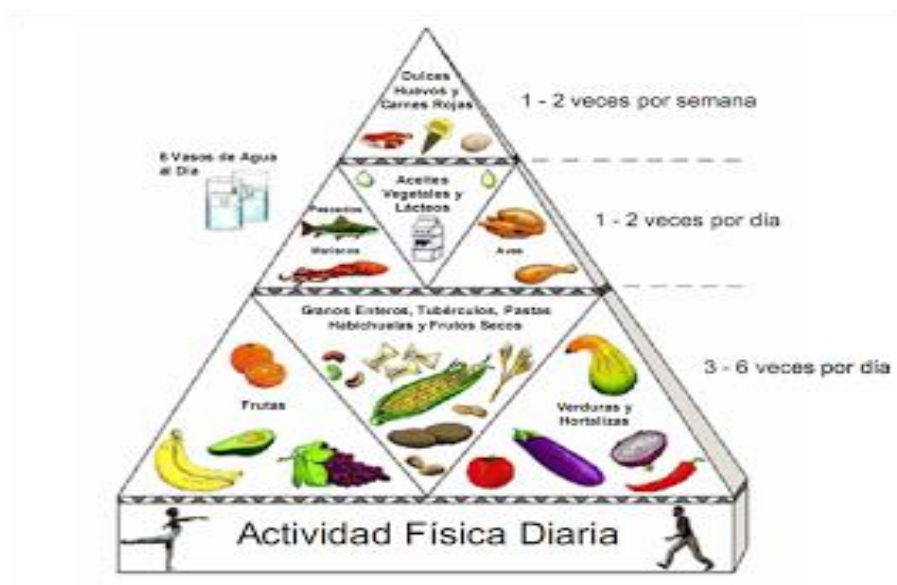 Dulces
Huevos y
Carnes Rojas
1 - 2 veces por semana
8 Vasos de Agua
al Dia
Aceites
Vegetales y
Lácteos
Pescados
Mariscos
Aves
1 - 2 veces por dia
Granos Enteros, Tubérculos, Pastas
Habichuelas y Frutos Secos
Frutas
Verduras y
Hortalizas
3 - 6 veces por día
Actividad Física Diaria